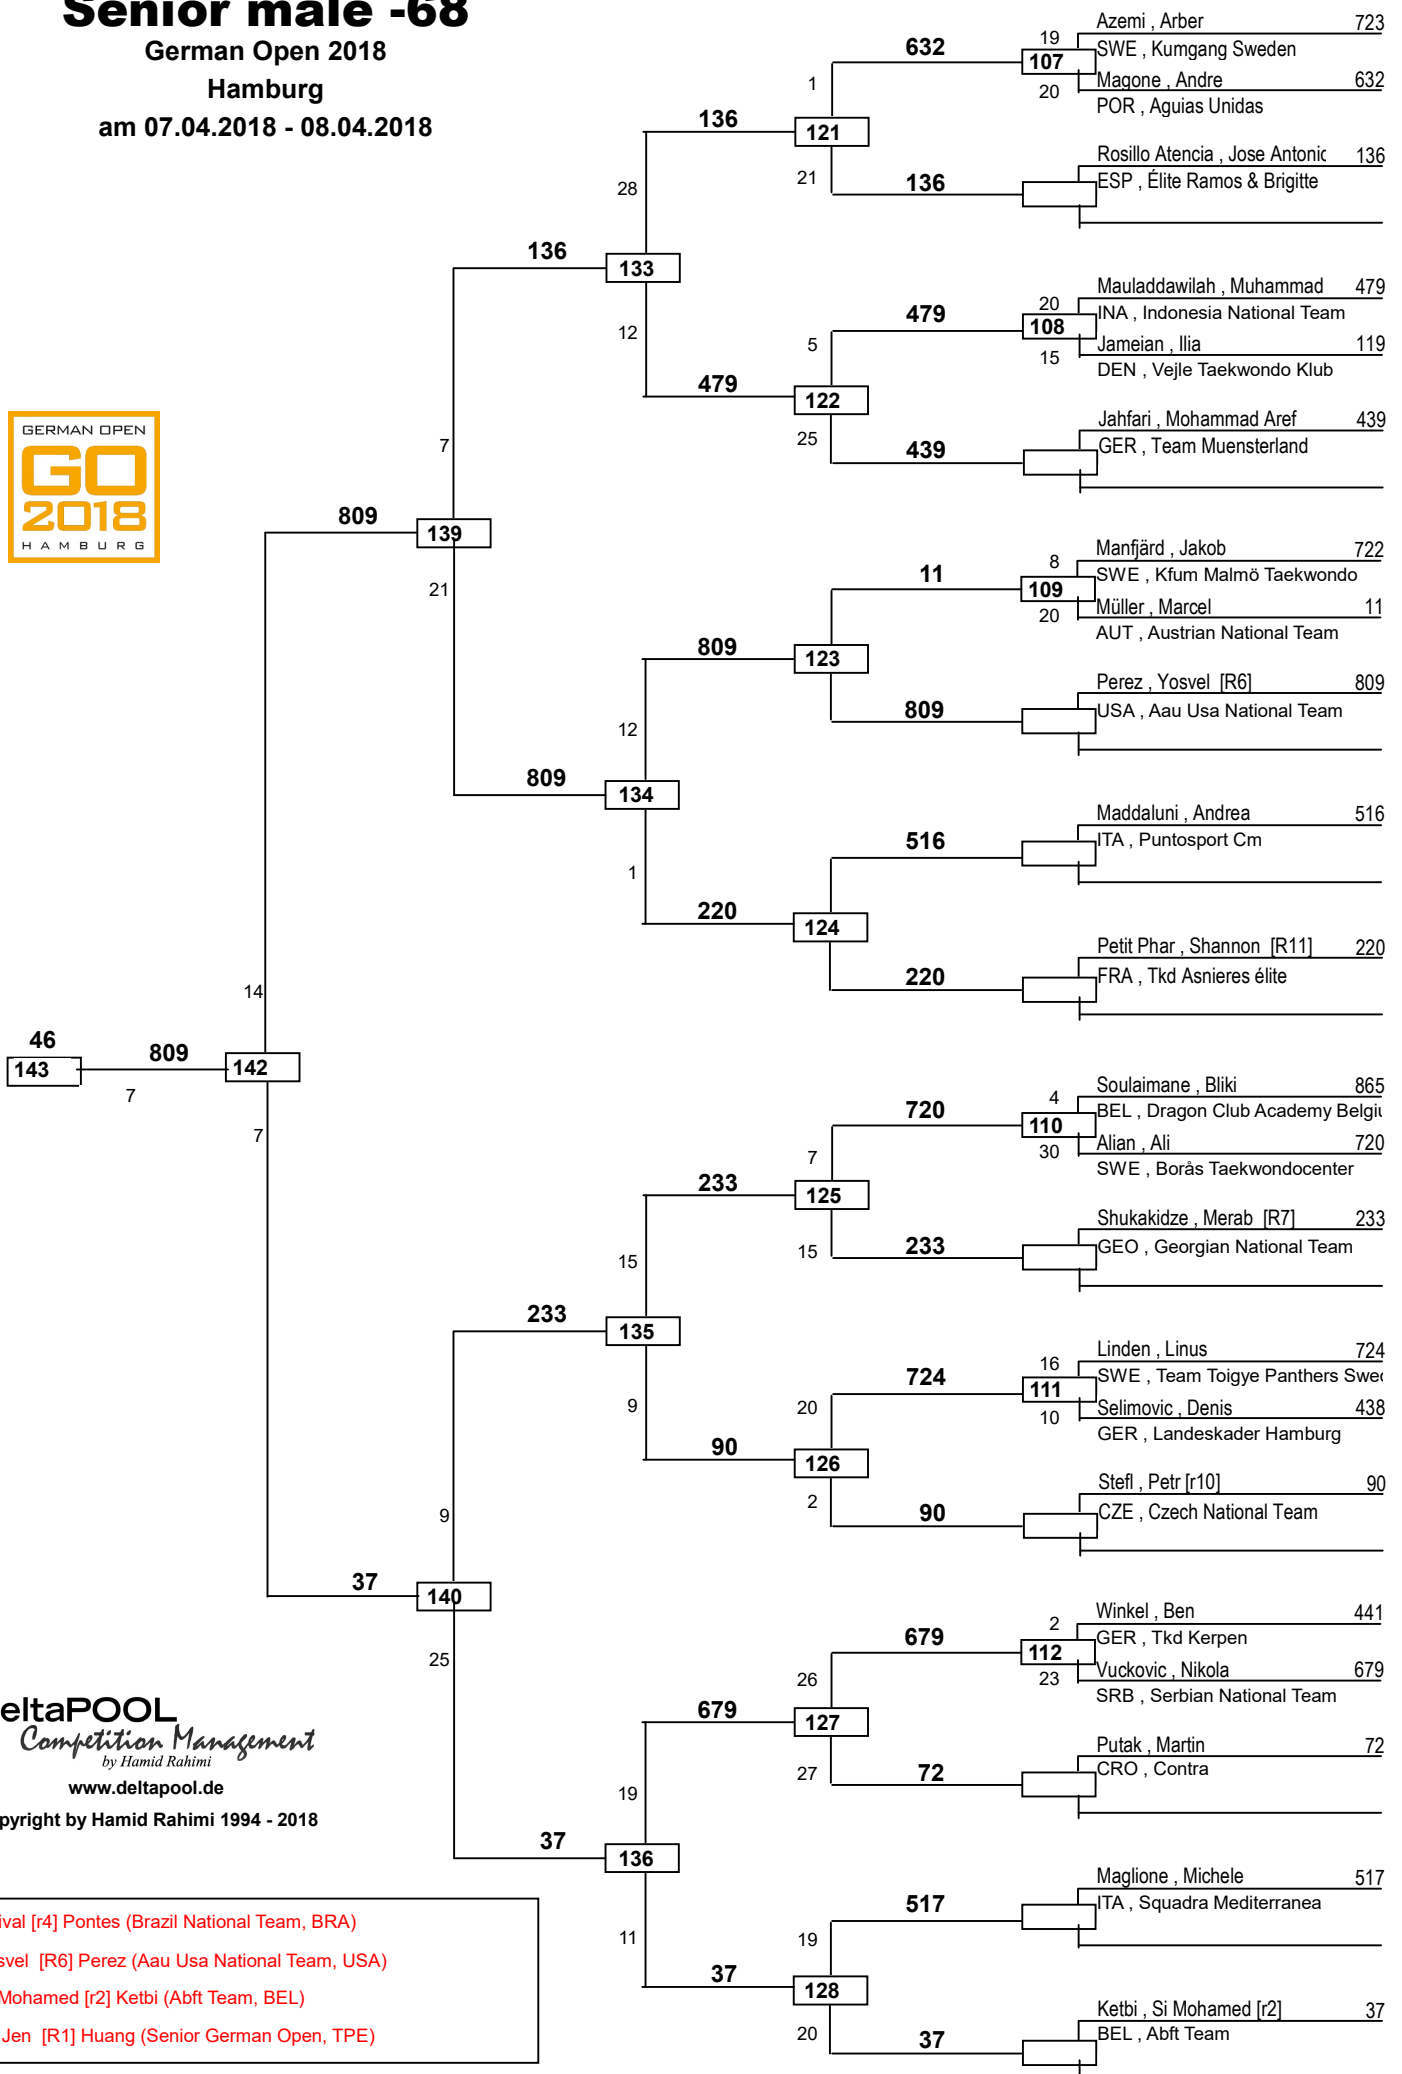 Senior male -68
German Open 2018
Hamburg
am 07.04.2018 - 08.04.2018
GERMAN OPEN
GO
2018
HAMBURG
Azemi , Arber 723
19
632
107
SWE , Kumgang Sweden
Magone , Andre 632
20
POR , Aguias Unidas
1
136
121
Rosillo Atencia , Jose Antonio 136
21
136
ESP , Élite Ramos & Brigitte
28
136
133
Mauladdawilah , Muhammad 479
20
479
108
INA , Indonesia National Team
12
5
Jameian , Ilia 119
15
DEN , Vejle Taekwondo Klub
479
122
Jahfari , Mohammad Aref 439
25
439
GER , Team Muensterland
7
809
139
Manfjärd , Jakob 722
8
11
109
SWE , Kfum Malmö Taekwondo
21
Müller , Marcel 11
20
AUT , Austrian National Team
809
123
Perez , Yosvel [R6] 809
809
USA , Aau Usa National Team
12
809
134
Maddaluni , Andrea 516
516
ITA , Puntosport Cm
1
220
124
Petit Phar , Shannon [R11] 220
220
FRA , Tkd Asnieres élite
14
46
143
809
142
7
7
Soulaimane , Bliki 865
4
720
110
BEL , Dragon Club Academy Belgiu
Alian , Ali 720
30
SWE , Borås Taekwondocenter
7
233
125
Shukakidze , Merab [R7] 233
15
233
GEO , Georgian National Team
15
233
135
Linden , Linus 724
16
724
111
SWE , Team Toigye Panthers Swed
9
20
Selimovic , Denis 438
10
GER , Landeskader Hamburg
90
126
Stefl , Petr [r10] 90
2
90
CZE , Czech National Team
9
37
140
Winkel , Ben 441
2
679
112
GER , Tkd Kerpen
25
26
Vuckovic , Nikola 679
23
SRB , Serbian National Team
679
127
Putak , Martin 72
27
72
CRO , Contra
19
37
136
Maglione , Michele 517
517
ITA , Squadra Mediterranea
11
19
37
128
Ketbi , Si Mohamed [r2] 37
20
37
BEL , Abft Team
eltaPOOL
Competition Management
by Hamid Rahimi
www.deltapool.de
pyright by Hamid Rahimi 1994 - 2018
ival [r4] Pontes (Brazil National Team, BRA)
svel [R6] Perez (Aau Usa National Team, USA)
Mohamed [r2] Ketbi (Abft Team, BEL)
Jen [R1] Huang (Senior German Open, TPE)